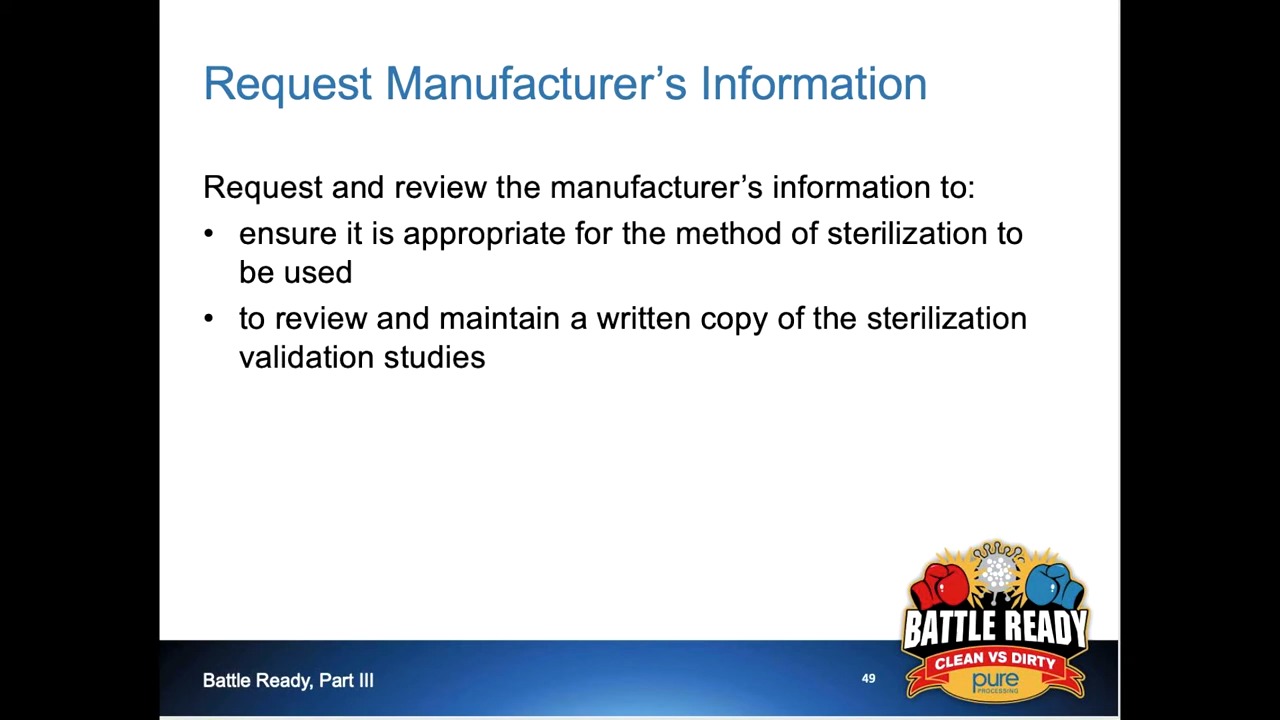 Request Manufacturer’s Information
Request and review the manufacturer’s information to:
• ensure it is appropriate for the method of sterilization to
be used
• to review and maintain a written copy of the sterilization
validation studies
BATTLE READY
CLEAN VS DIRTY
pure
PROCESSING
Battle Ready, Part III
49